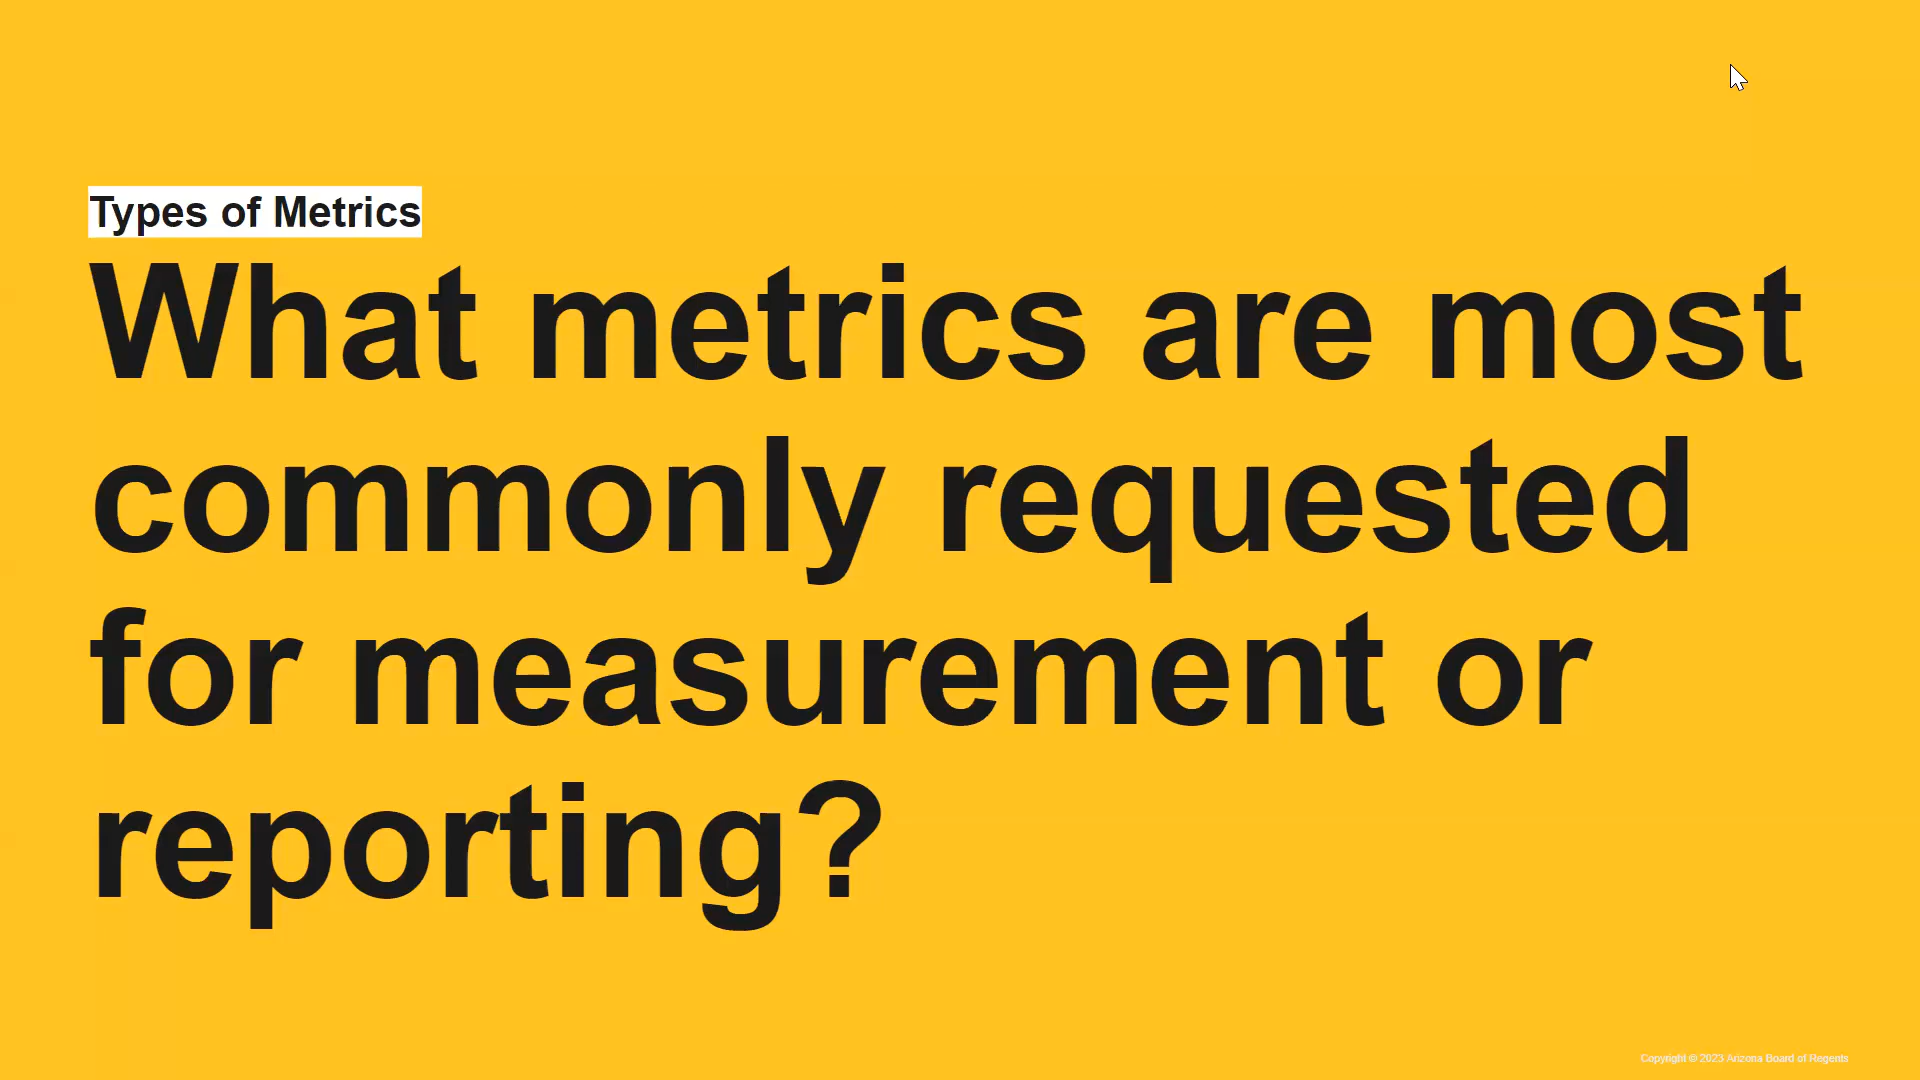 Types of Metrics
What metrics are most
commonly requested
for measurement or
reporting?
Copyright © 2023 Arizona Board of Regents